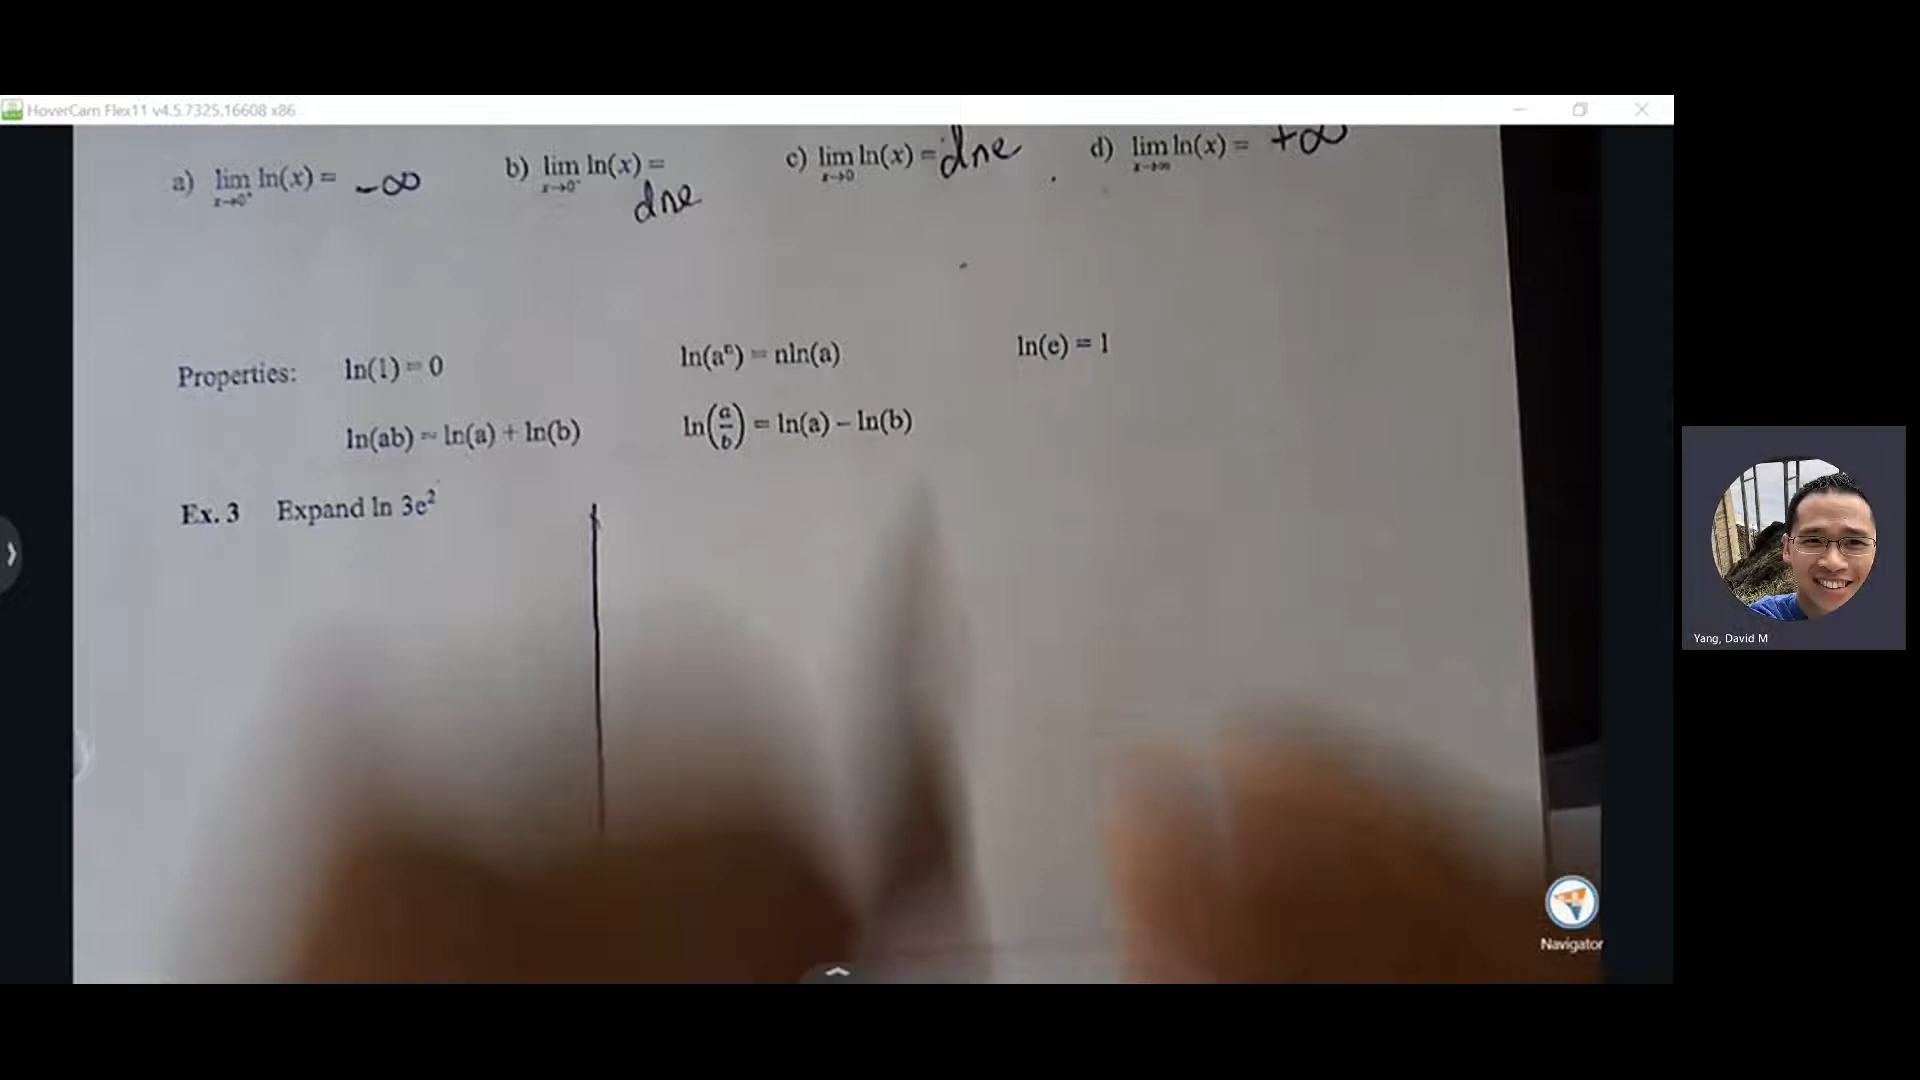 HoverCam Flex11 v4.5.7325.16608 x86
a) lim x→0⁺ ln(x) = -∞ b) lim x→0⁻ ln(x) = dne c) lim x→0 ln(x) = dne d) lim x→∞ ln(x) = +∞
Properties: ln(1) = 0 ln(aⁿ) = nln(a) ln(e) = 1
ln(ab) = ln(a) + ln(b) ln(a/b) = ln(a) – ln(b)
Ex. 3 Expand ln 3e²
Yang, David M
Navigator